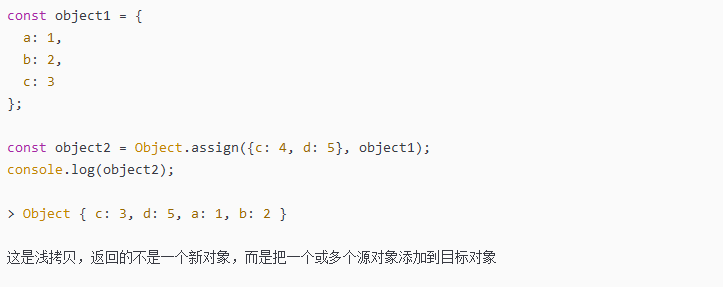 const object1 = {
  a: 1,
  b: 2,
  c: 3
};
const object2 = Object.assign({c: 4, d: 5}, object1);
console.log(object2);
> Object { c: 3, d: 5, a: 1, b: 2 }
这是浅拷贝，返回的不是一个新对象，而是把一个或多个源对象添加到目标对象